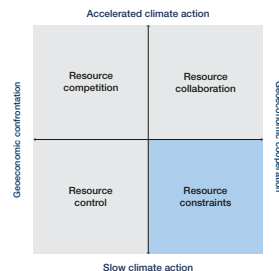 Accelerated climate action
Geoeconomic confrontation
Resource
competition
Resource
collaboration
Resource
control
Resource
constraints
Slow climate action